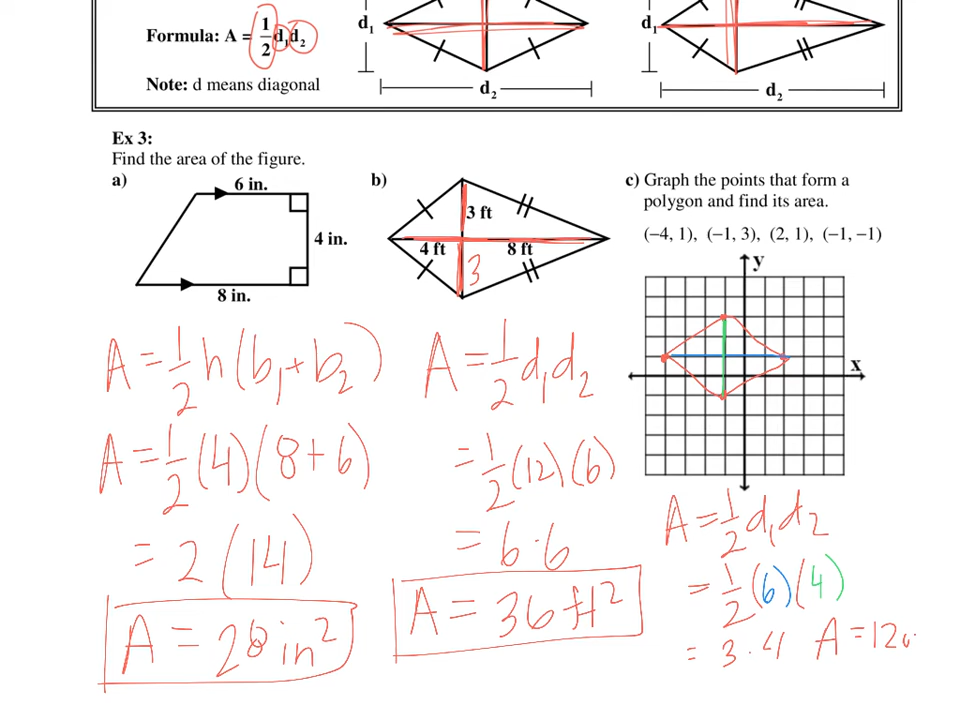 Formula: A = 1/2 d₁d₂
d₁
d₁
Note: d means diagonal
d₂
d₂
Ex 3:
Find the area of the figure.
a)
6 in.
4 in.
8 in.
b)
3 ft
4 ft
8 ft
3
c) Graph the points that form a
polygon and find its area.
(−4, 1), (−1, 3), (2, 1), (−1, −1)
y
x
A = 1/2 h(b₁ + b₂)
A = 1/2 (4)(8 + 6)
= 2(14)
A = 28 in²
A = 1/2 d₁d₂
= 1/2 (12)(6)
= 6·6
A = 36 ft²
A = 1/2 d₁d₂
= 1/2 (6)(4)
= 3·4 A = 12